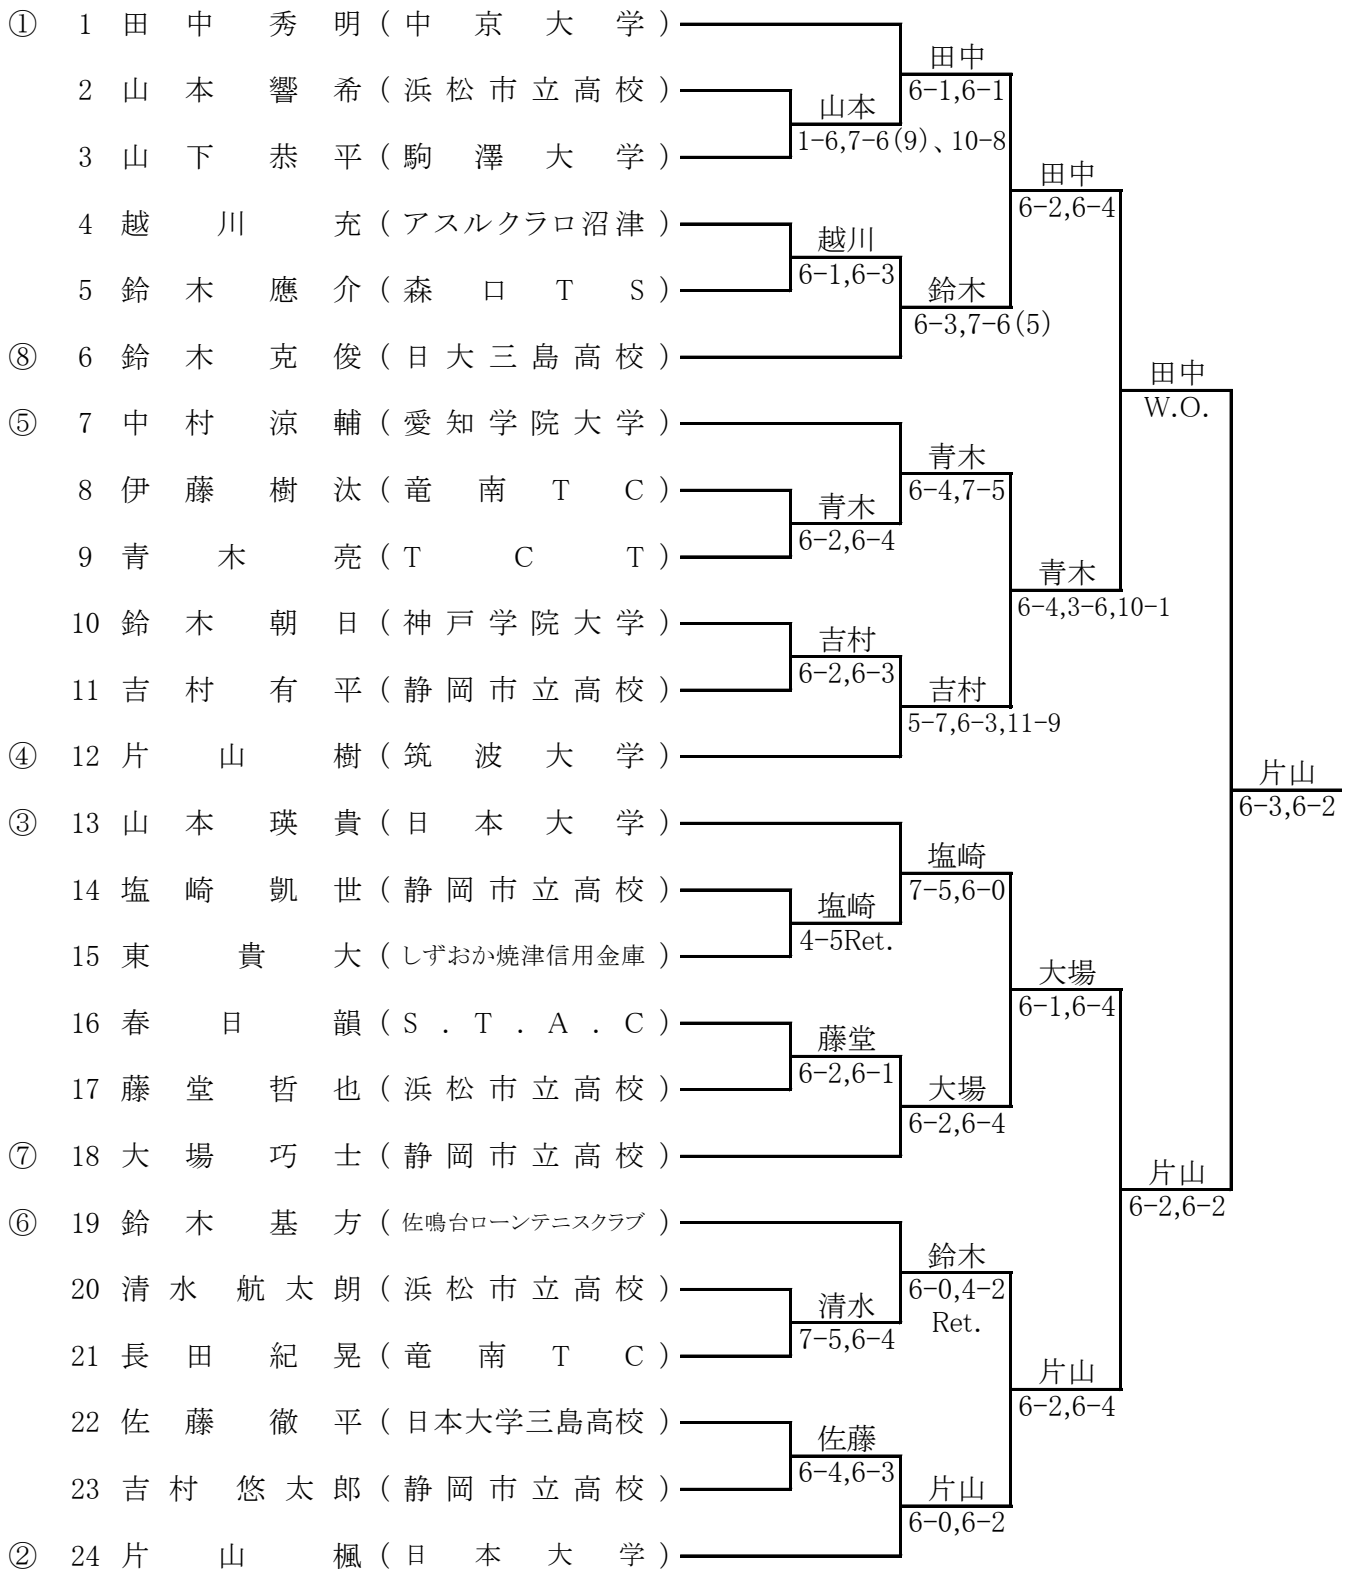 ① 1 田中秀明（中京大学）
田中
2 山本響希（浜松市立高校）
6-1,6-1
山本
1-6,7-6(9)、10-8
3 山下恭平（駒澤大学）
田中
6-2,6-4
4 越川充（アスルクラロ沼津）
越川
6-1,6-3
5 鈴木應介（森口TS）
鈴木
6-3,7-6(5)
⑧ 6 鈴木克俊（日大三島高校）
田中
W.O.
⑤ 7 中村涼輔（愛知学院大学）
青木
6-4,7-5
8 伊藤樹汰（竜南TC）
青木
6-2,6-4
9 青木亮（TCT）
青木
6-4,3-6,10-1
10 鈴木朝日（神戸学院大学）
吉村
6-2,6-3
11 吉村有平（静岡市立高校）
吉村
5-7,6-3,11-9
④ 12 片山樹（筑波大学）
片山
6-3,6-2
③ 13 山本瑛貴（日本大学）
塩崎
7-5,6-0
14 塩崎凱世（静岡市立高校）
塩崎
4-5Ret.
15 東貴大（しずおか焼津信用金庫）
大場
6-1,6-4
16 春日韻（S.T.A.C）
藤堂
6-2,6-1
17 藤堂哲也（浜松市立高校）
大場
6-2,6-4
⑦ 18 大場巧士（静岡市立高校）
片山
6-2,6-2
⑥ 19 鈴木基方（佐鳴台ローンテニスクラブ）
鈴木
6-0,4-2
Ret.
20 清水航太朗（浜松市立高校）
清水
7-5,6-4
21 長田紀晃（竜南TC）
片山
6-2,6-4
22 佐藤徹平（日本大学三島高校）
佐藤
6-4,6-3
23 吉村悠太郎（静岡市立高校）
片山
6-0,6-2
② 24 片山楓（日本大学）